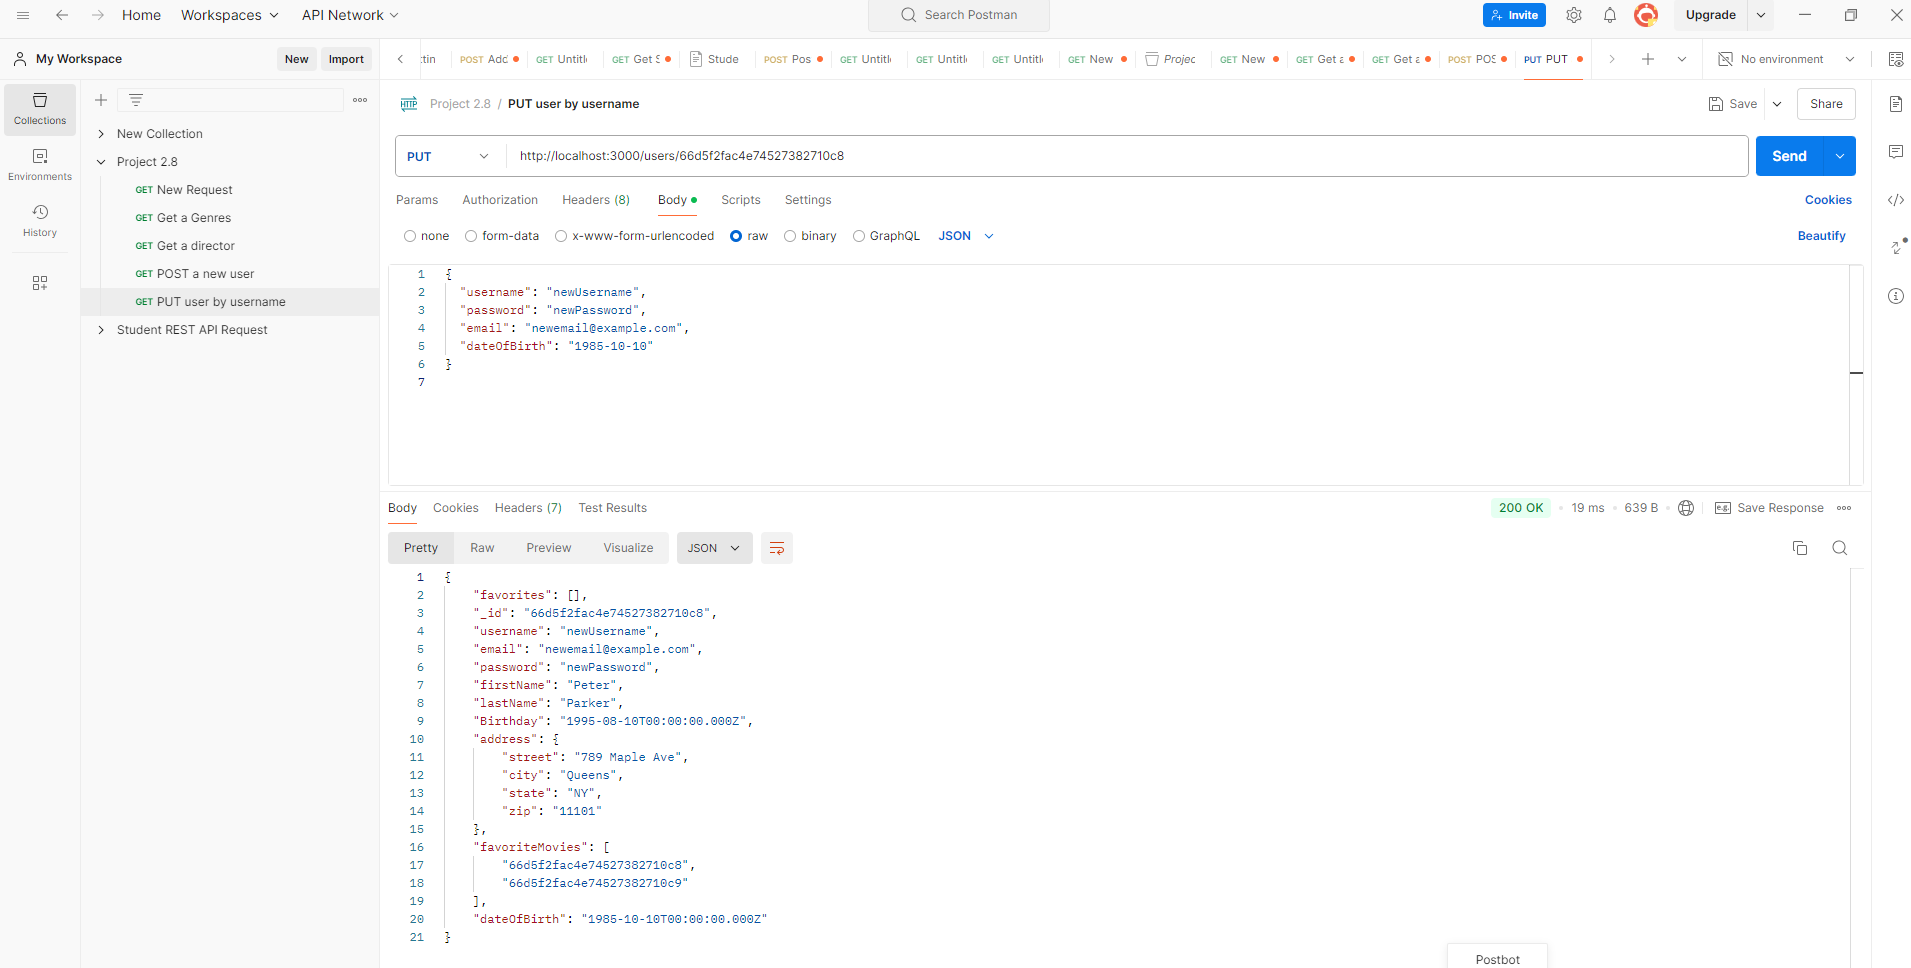 Home Workspaces API Network Search Postman Invite Upgrade
My Workspace New Import
tin POST Add GET Untitl GET Get S Stude POST Pos GET Untitl GET Untitl GET Untitl GET New Projec GET New GET Get a GET Get a POST POS PUT PUT No environment
Collections
Environments
History
New Collection
Project 2.8
GET New Request
GET Get a Genres
GET Get a director
GET POST a new user
GET PUT user by username
Student REST API Request
HTTP Project 2.8 / PUT user by username Save Share
PUT http://localhost:3000/users/66d5f2fac4e74527382710c8 Send
Params Authorization Headers (8) Body Scripts Settings Cookies
none form-data x-www-form-urlencoded raw binary GraphQL JSON Beautify
1 {
2 "username": "newUsername",
3 "password": "newPassword",
4 "email": "newemail@example.com",
5 "dateOfBirth": "1985-10-10"
6 }
7
Body Cookies Headers (7) Test Results 200 OK 19 ms 639 B e.g. Save Response
Pretty Raw Preview Visualize JSON
1 {
2 "favorites": [],
3 "_id": "66d5f2fac4e74527382710c8",
4 "username": "newUsername",
5 "email": "newemail@example.com",
6 "password": "newPassword",
7 "firstName": "Peter",
8 "lastName": "Parker",
9 "Birthday": "1995-08-10T00:00:00.000Z",
10 "address": {
11 "street": "789 Maple Ave",
12 "city": "Queens",
13 "state": "NY",
14 "zip": "11101"
15 },
16 "favoriteMovies": [
17 "66d5f2fac4e74527382710c8",
18 "66d5f2fac4e74527382710c9"
19 ],
20 "dateOfBirth": "1985-10-10T00:00:00.000Z"
21 }
Postbot